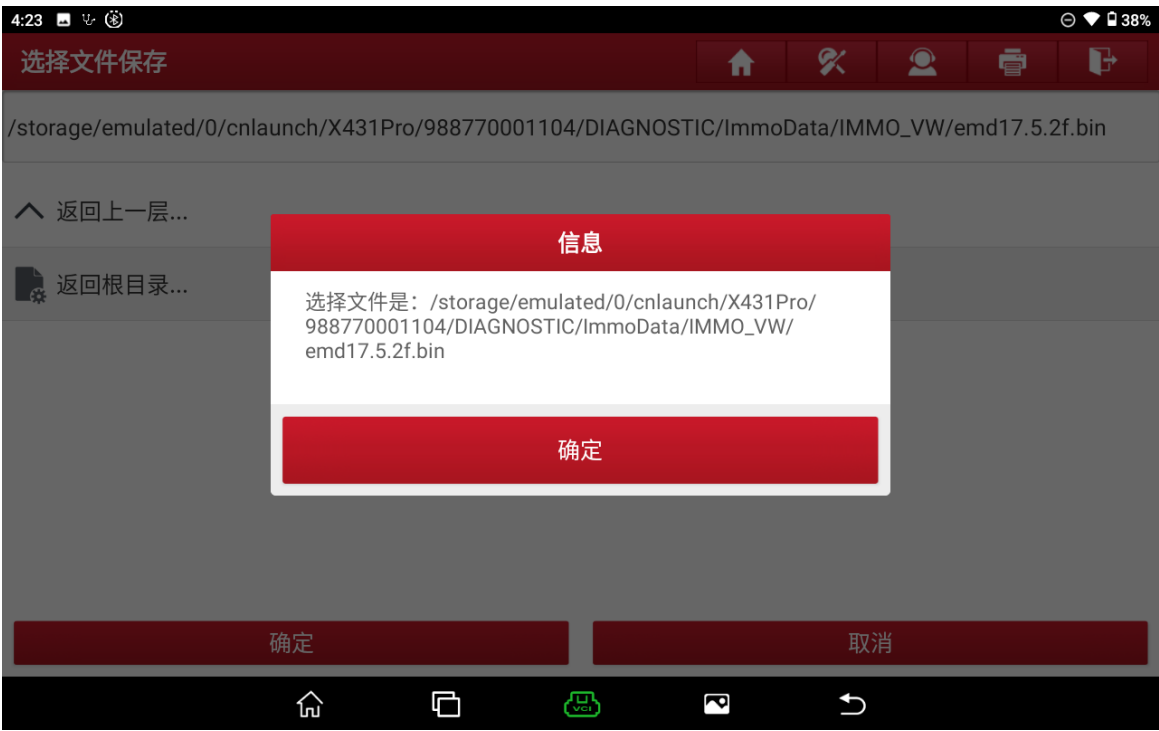 4:23
38%
选择文件保存
/storage/emulated/0/cnlaunch/X431Pro/988770001104/DIAGNOSTIC/ImmoData/IMMO_VW/emd17.5.2f.bin
返回上一层...
返回根目录...
信息
选择文件是：/storage/emulated/0/cnlaunch/X431Pro/
988770001104/DIAGNOSTIC/ImmoData/IMMO_VW/
emd17.5.2f.bin
确定
确定
取消
VCI